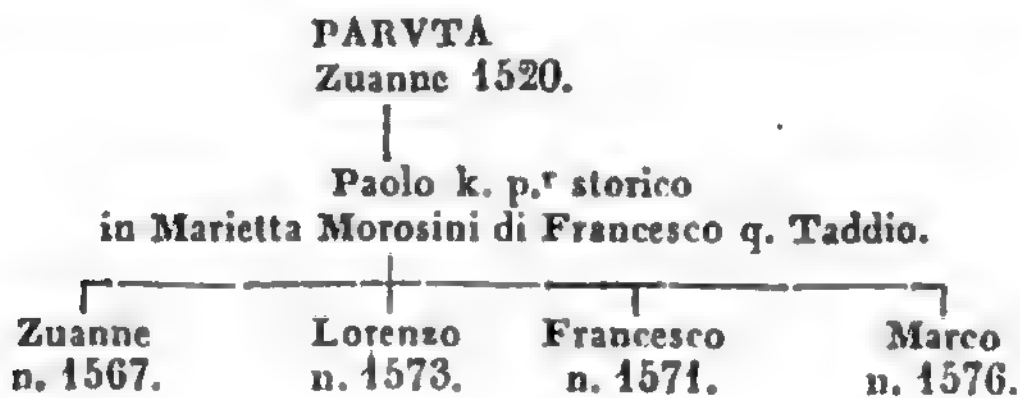 PARVTA
Zuanne 1520.
Paolo k. p.ʳ storico
in Marietta Morosini di Francesco q. Taddio.
Zuanne Lorenzo Francesco Marco
n. 1567. n. 1573. n. 1571. n. 1576.